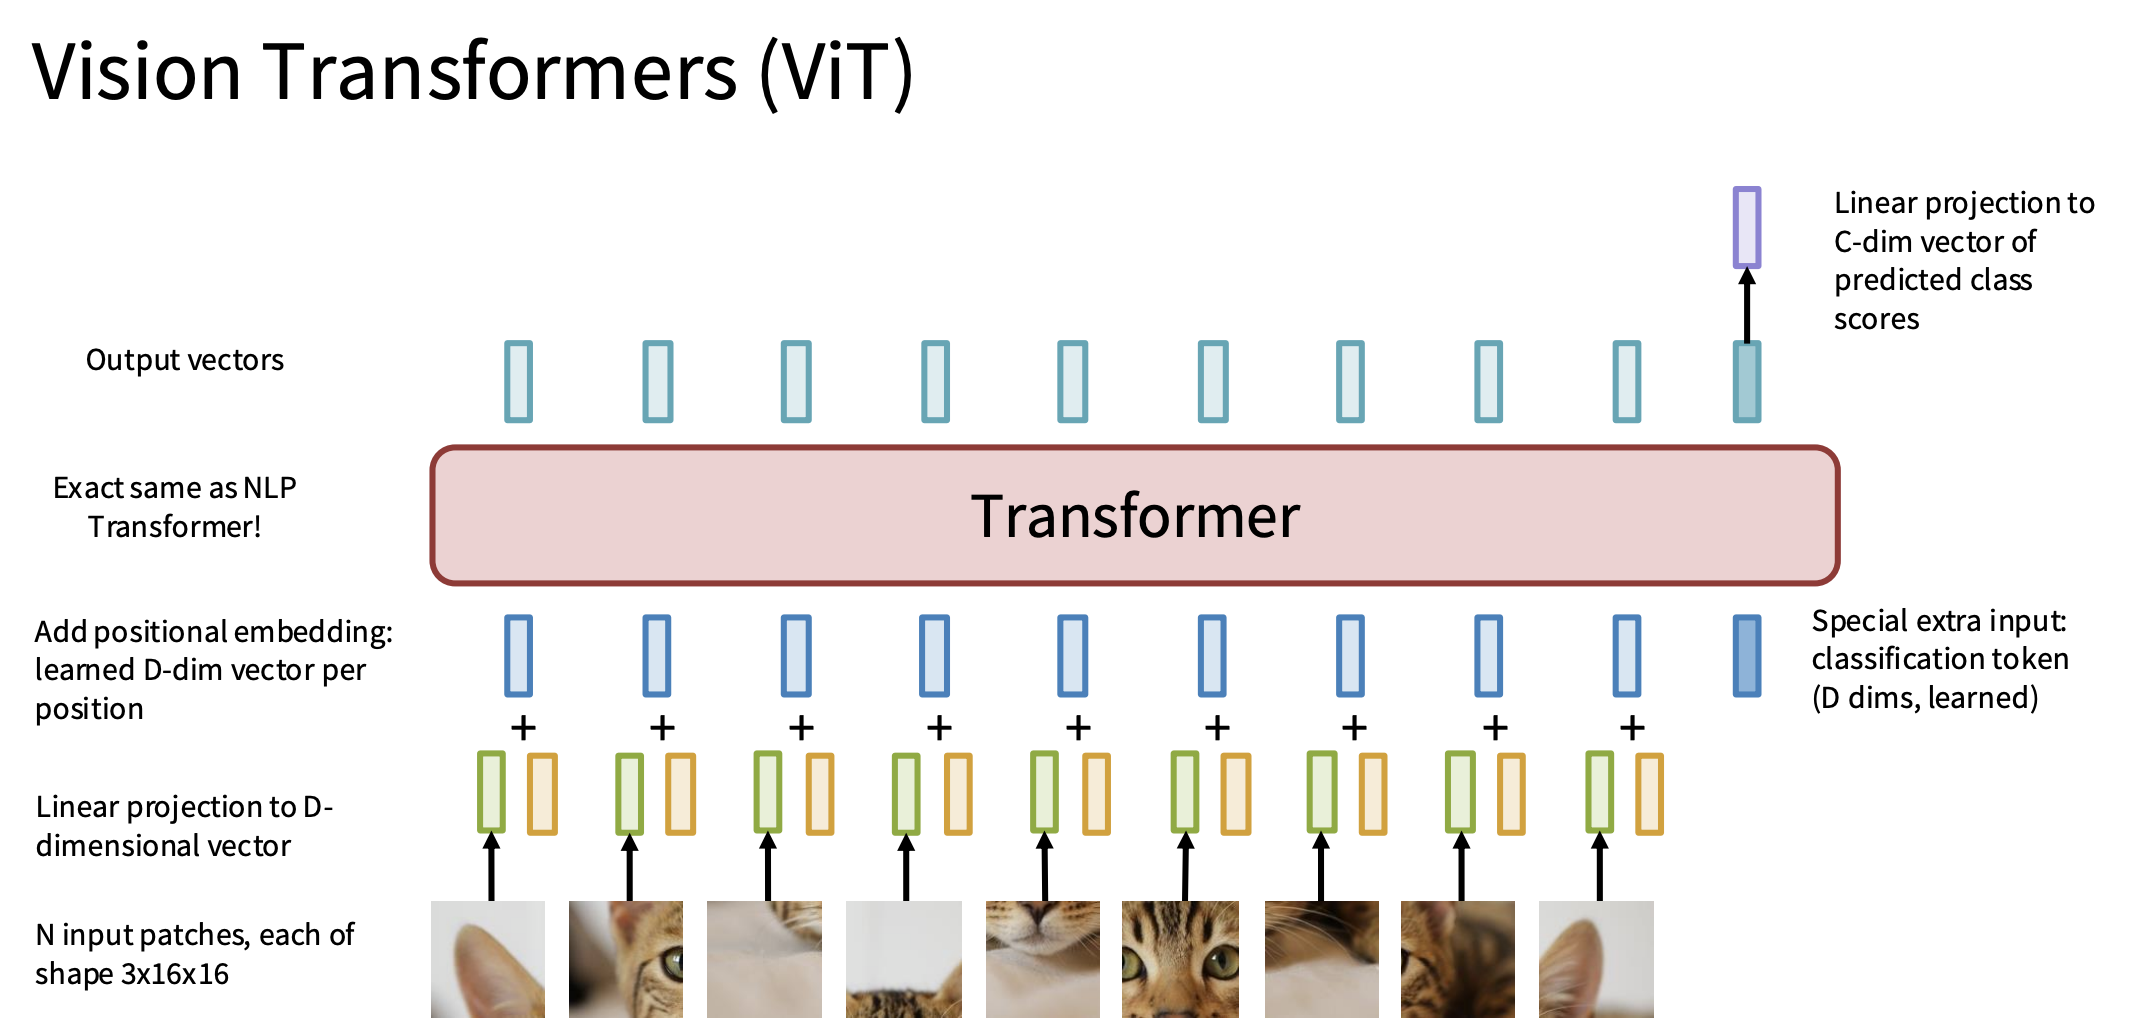 Vision Transformers (ViT)
Linear projection to
C-dim vector of
predicted class
scores
Output vectors
Exact same as NLP
Transformer!
Transformer
Add positional embedding:
learned D-dim vector per
position
Special extra input:
classification token
(D dims, learned)
+ + + + + + + + +
Linear projection to D-
dimensional vector
N input patches, each of
shape 3x16x16